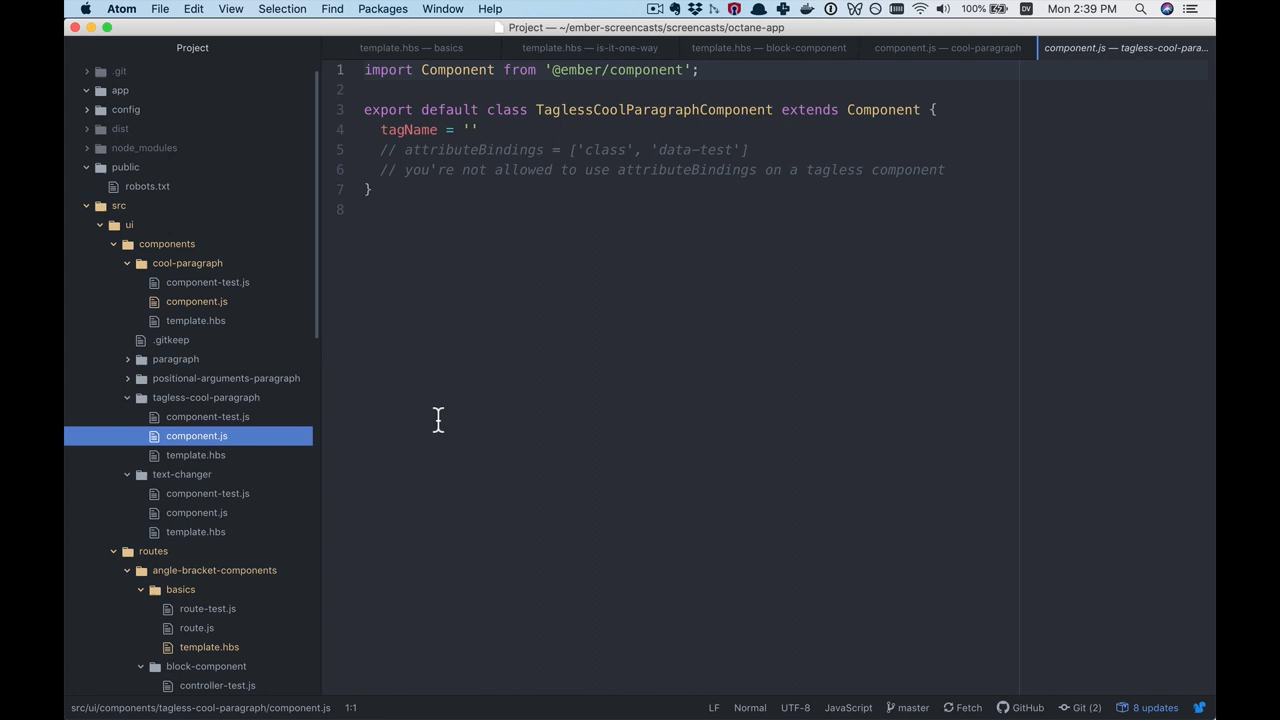 Atom File Edit View Selection Find Packages Window Help 100% DV Mon 2:39 PM
Project — ~/ember-screencasts/screencasts/octane-app
Project
template.hbs — basics
template.hbs — is-it-one-way
template.hbs — block-component
component.js — cool-paragraph
component.js — tagless-cool-para...
.git
app
config
dist
node_modules
public
robots.txt
src
ui
components
cool-paragraph
component-test.js
component.js
template.hbs
.gitkeep
paragraph
positional-arguments-paragraph
tagless-cool-paragraph
component-test.js
component.js
template.hbs
text-changer
component-test.js
component.js
template.hbs
routes
angle-bracket-components
basics
route-test.js
route.js
template.hbs
block-component
controller-test.js
1 import Component from '@ember/component';
2
3 export default class TaglessCoolParagraphComponent extends Component {
4 tagName = ''
5 // attributeBindings = ['class', 'data-test']
6 // you're not allowed to use attributeBindings on a tagless component
7 }
8
src/ui/components/tagless-cool-paragraph/component.js 1:1 LF Normal UTF-8 JavaScript master Fetch GitHub Git (2) 8 updates